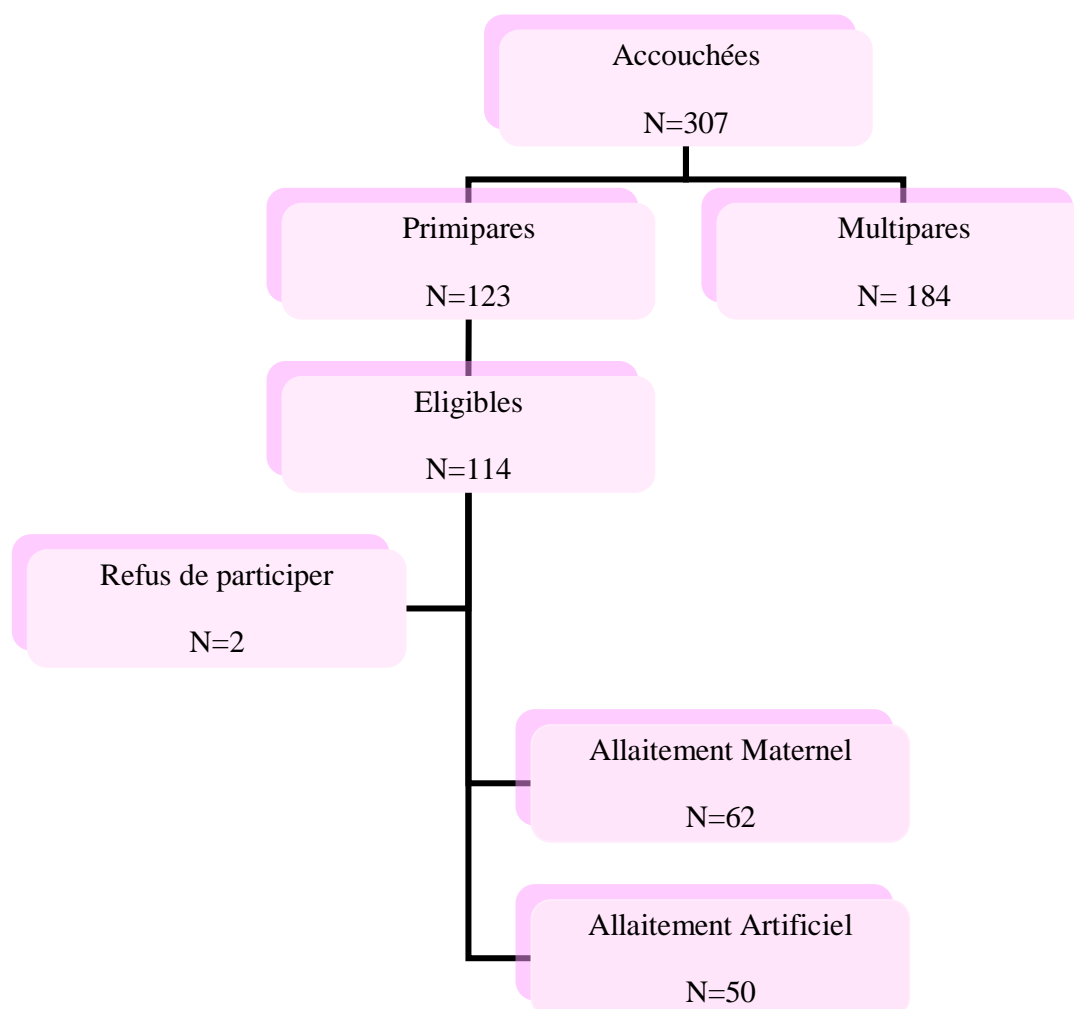 Accouchées
N=307
Primipares
N=123
Multipares
N= 184
Eligibles
N=114
Refus de participer
N=2
Allaitement Maternel
N=62
Allaitement Artificiel
N=50